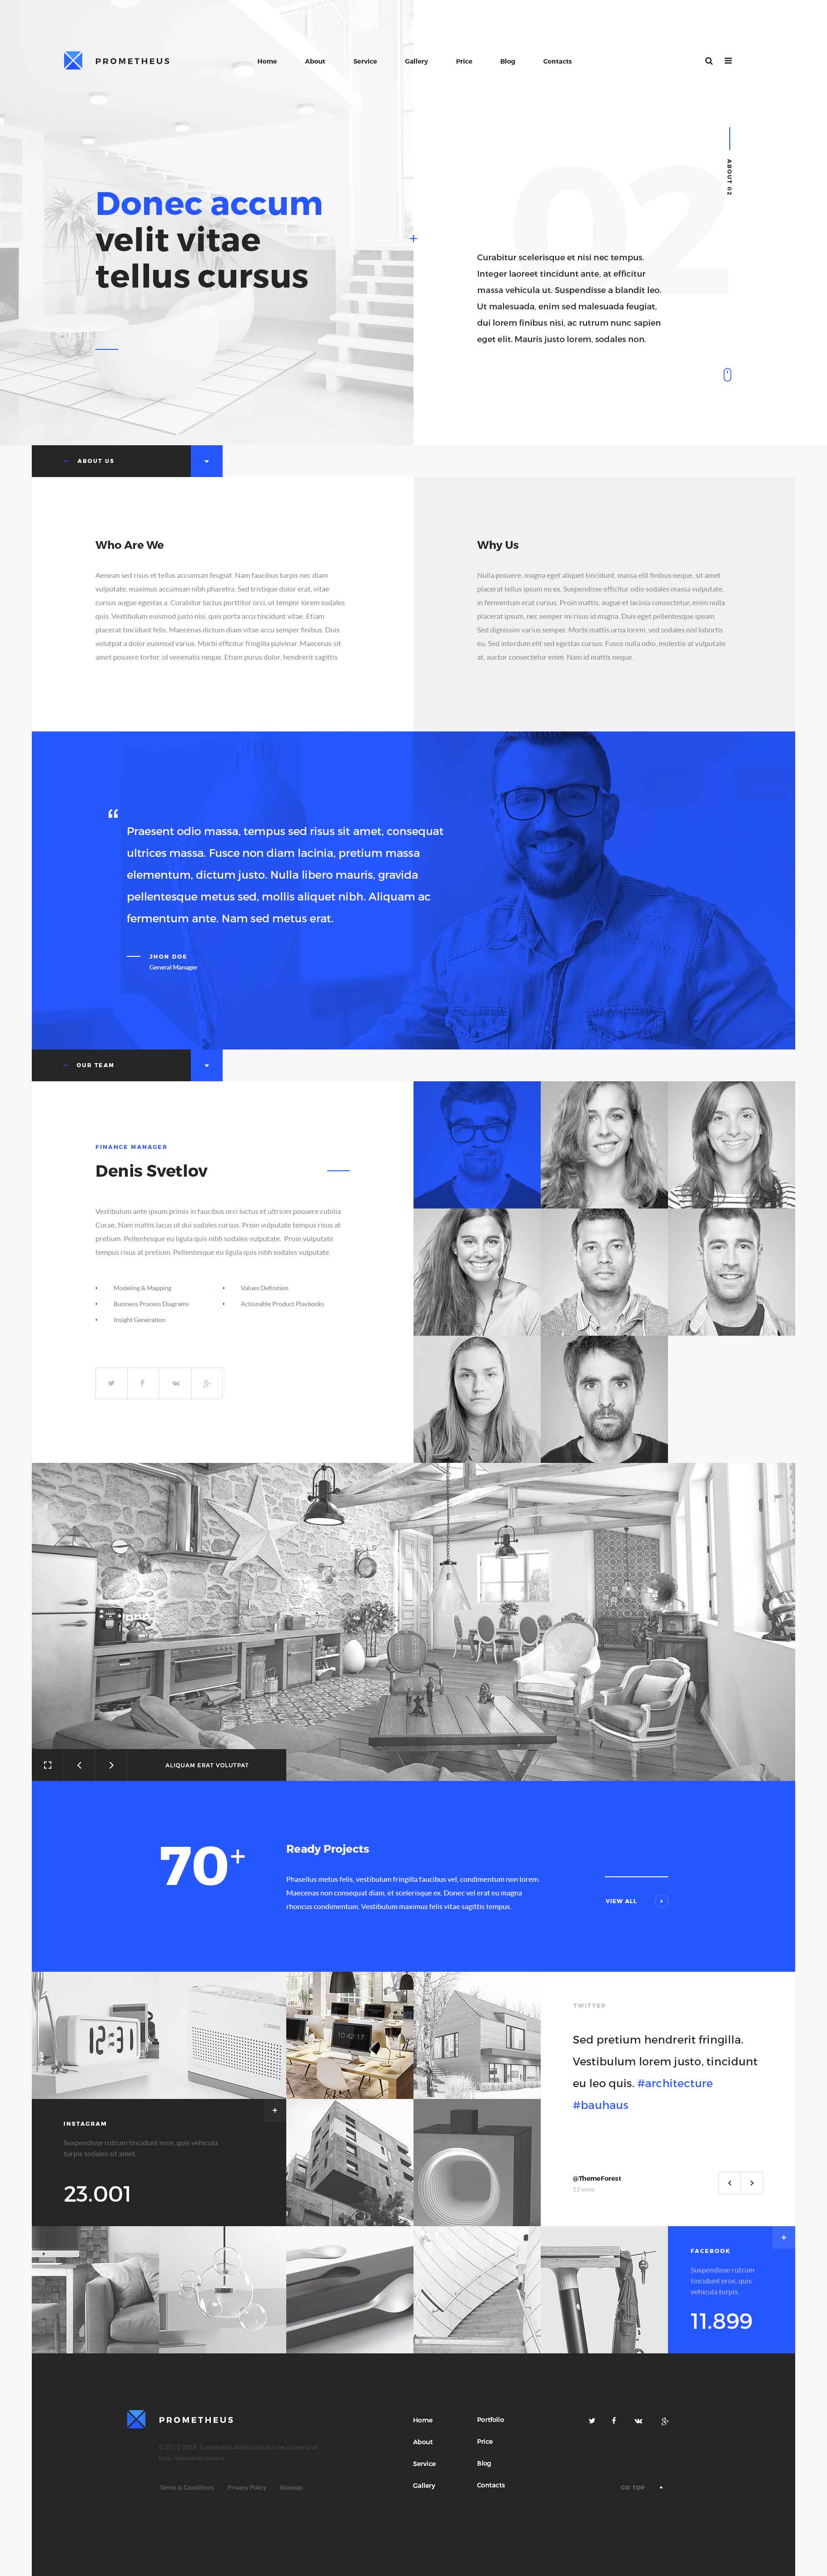 PROMETHEUS
Home About Service Gallery Price Blog Contacts
ABOUT 02
02
Donec accum
velit vitae
tellus cursus
Curabitur scelerisque et nisi nec tempus.
Integer laoreet tincidunt ante, at efficitur
massa vehicula ut. Suspendisse a blandit leo.
Ut malesuada, enim sed malesuada feugiat,
dui lorem finibus nisi, ac rutrum nunc sapien
eget elit. Mauris justo lorem, sodales non.
ABOUT US
Who Are We
Aenean sed risus et tellus accumsan feugiat. Nam faucibus turpis nec diam
vulputate, maximus accumsan nibh pharetra. Sed tristique dolor erat, vitae
cursus augue egestas a. Curabitur luctus porttitor orci, ut tempor lorem sodales
quis. Vestibulum euismod justo nisi, quis porta arcu tincidunt vitae. Etiam
placerat tincidunt felis. Maecenas dictum diam vitae arcu semper finibus. Duis
volutpat a dolor euismod varius. Morbi efficitur fringilla pulvinar. Maecenas sit
amet posuere tortor, id venenatis neque. Etiam purus dolor, hendrerit sagittis
Why Us
Nulla posuere, magna eget aliquet tincidunt, massa elit finibus neque, sit amet
placerat tellus ipsum eu ex. Suspendisse efficitur odio sodales massa vulputate,
in fermentum erat cursus. Proin mattis, augue et lacinia consectetur, enim nulla
placerat ipsum, nec semper mi risus id magna. Duis eget pellentesque ipsum.
Sed dignissim varius semper. Morbi mattis urna lorem, sed sodales nisl lobortis
eu. Sed interdum elit sed egestas cursus. Fusce nulla odio, molestie at vulputate
at, auctor consectetur enim. Nam id mattis neque.
“
Praesent odio massa, tempus sed risus sit amet, consequat
ultrices massa. Fusce non diam lacinia, pretium massa
elementum, dictum justo. Nulla libero mauris, gravida
pellentesque metus sed, mollis aliquet nibh. Aliquam ac
fermentum ante. Nam sed metus erat.
JHON DOE
General Manager
OUR TEAM
FINANCE MANAGER
Denis Svetlov
Vestibulum ante ipsum primis in faucibus orci luctus et ultrices posuere cubilia
Curae; Nam mattis lacus ut dui sodales cursus. Proin vulputate tempus risus at
pretium. Pellentesque eu ligula quis nibh sodales vulputate. Proin vulputate
tempus risus at pretium. Pellentesque eu ligula quis nibh sodales vulputate.
• Modeling & Mapping
• Business Process Diagrams
• Insight Generation
• Values Definition
• Actionable Product Playbooks
ALIQUAM ERAT VOLUTPAT
70+
Ready Projects
Phasellus metus felis, vestibulum fringilla faucibus vel, condimentum non lorem.
Maecenas non consequat diam, et scelerisque ex. Donec vel erat eu magna
rhoncus condimentum. Vestibulum maximus felis vitae sagittis tempus.
VIEW ALL
12:31
10 42 17
TWITTER
Sed pretium hendrerit fringilla.
Vestibulum lorem justo, tincidunt
eu leo quis. #architecture
#bauhaus
@ThemeForest
13 mins
INSTAGRAM
Suspendisse rutrum tincidunt eros, quis vehicula
turpis sodales sit amet.
23.001
FACEBOOK
Suspendisse rutrum
tincidunt eros, quis
vehicula turpis.
11.899
PROMETHEUS
© 2011-2016. Trademarks and brands are the property of
their respective owners.
Terms & Conditions Privacy Policy Sitemap
Home
About
Service
Gallery
Portfolio
Price
Blog
Contacts
GO TOP